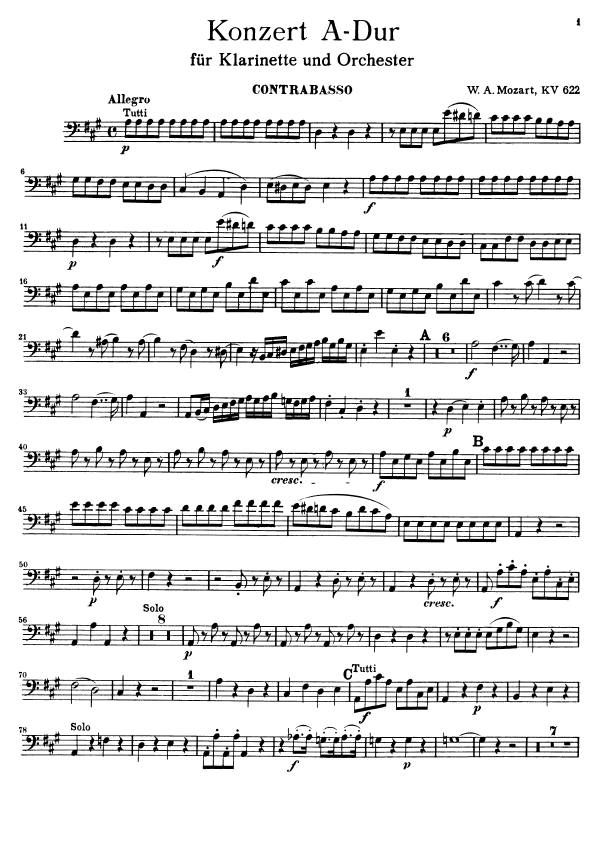 1
Konzert A-Dur
für Klarinette und Orchester
CONTRABASSO
W. A. Mozart, KV 622
Allegro
Tutti
p
6
f
11
p
f
16
21
A
6
33
1
p
40
cresc.
f
B
45
50
p
cresc.
f
56
Solo
8
p
70
1
C
Tutti
f
p
78
Solo
f
p
7